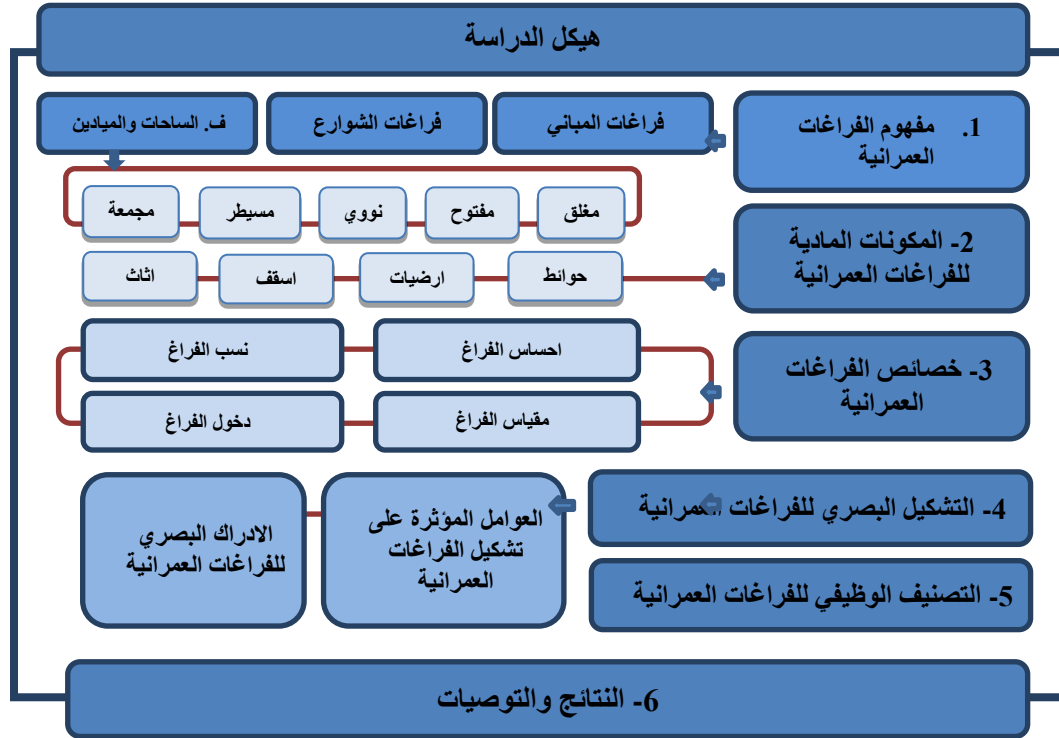 هيكل الدراسة
1. مفهوم الفراغات
العمرانية
فراغات المباني
فراغات الشوارع
ف. الساحات والميادين
مغلق
مفتوح
نووي
مسيطر
مجمعة
2- المكونات المادية
للفراغات العمرانية
حوائط
ارضيات
اسقف
اثاث
3- خصائص الفراغات
العمرانية
احساس الفراغ
نسب الفراغ
مقياس الفراغ
دخول الفراغ
4- التشكيل البصري للفراغات العمرانية
العوامل المؤثرة على
تشكيل الفراغات
العمرانية
الادراك البصري
للفراغات العمرانية
5- التصنيف الوظيفي للفراغات العمرانية
6- النتائج والتوصيات